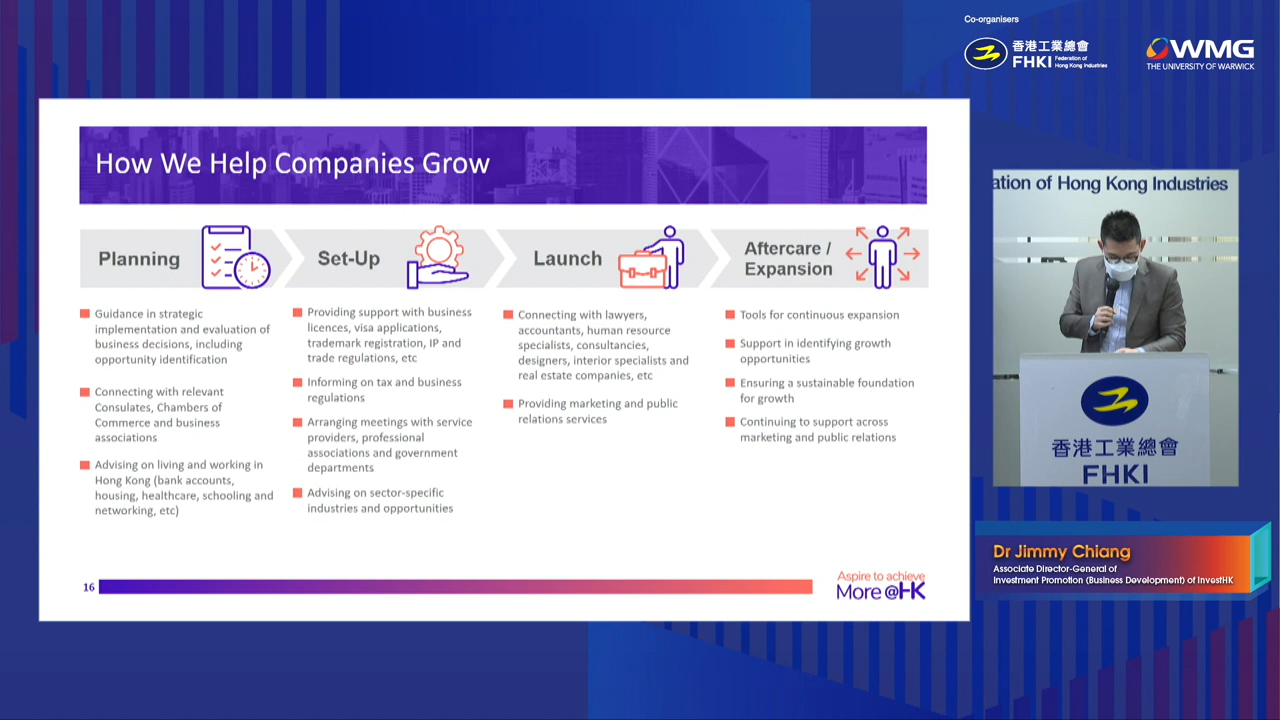 Co-organisers
香港工業總會
FHKI Federation of Hong Kong Industries
WMG
THE UNIVERSITY OF WARWICK
How We Help Companies Grow
Planning
Set-Up
Launch
Aftercare /
Expansion
Guidance in strategic
implementation and evaluation of
business decisions, including
opportunity identification
Connecting with relevant
Consulates, Chambers of
Commerce and business
associations
Advising on living and working in
Hong Kong (bank accounts,
housing, healthcare, schooling and
networking, etc)
Providing support with business
licences, visa applications,
trademark registration, IP and
trade regulations, etc
Informing on tax and business
regulations
Arranging meetings with service
providers, professional
associations and government
departments
Advising on sector-specific
industries and opportunities
Connecting with lawyers,
accountants, human resource
specialists, consultancies,
designers, interior specialists and
real estate companies, etc
Providing marketing and public
relations services
Tools for continuous expansion
Support in identifying growth
opportunities
Ensuring a sustainable foundation
for growth
Continuing to support across
marketing and public relations
16
Aspire to achieve
More @HK
ation of Hong Kong Industries
香港工業總會
FHKI
Dr Jimmy Chiang
Associate Director-General of
Investment Promotion (Business Development) of InvestHK